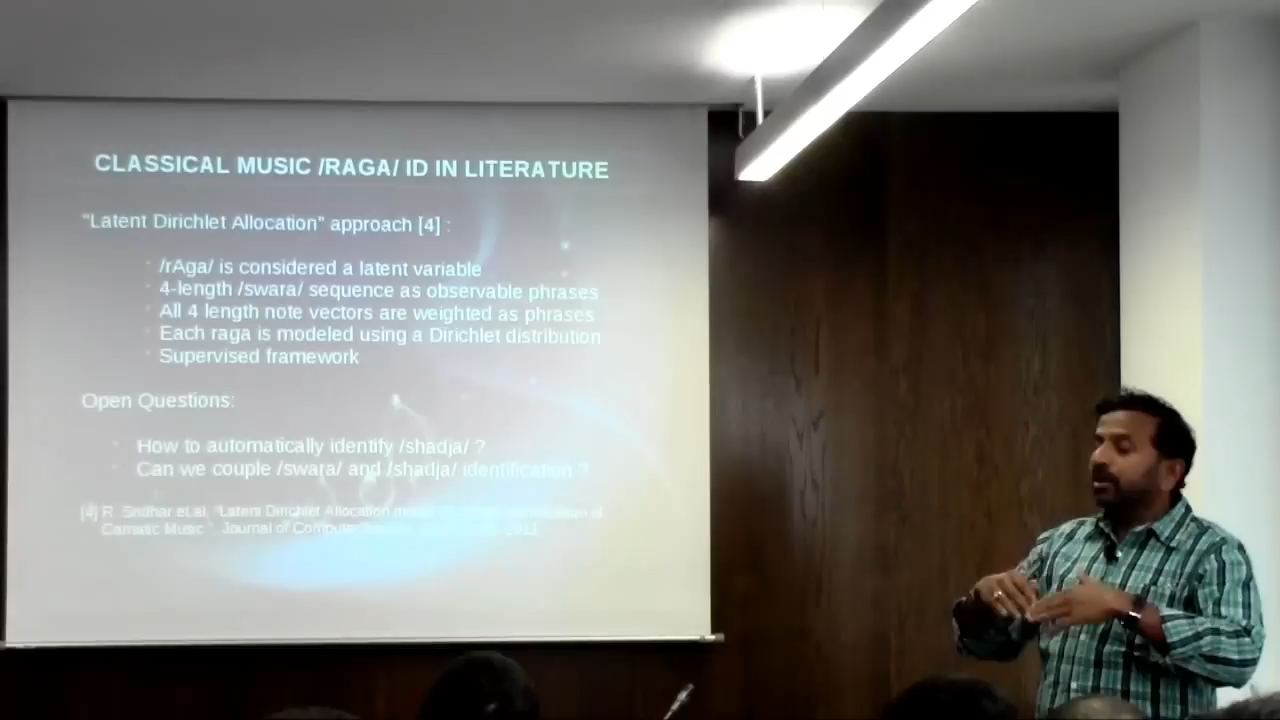 CLASSICAL MUSIC /RAGA/ ID IN LITERATURE
"Latent Dirichlet Allocation" approach [4] :
/rAga/ is considered a latent variable
4-length /swara/ sequence as observable phrases
All 4 length note vectors are weighted as phrases
Each raga is modeled using a Dirichlet distribution
Supervised framework
Open Questions:
How to automatically identify /shadja/ ?
Can we couple /swara/ and /shadja/ identification ?
[4] R. Sridhar et.al. "Latent Dirichlet Allocation
Carnatic Music." Journal of 2011